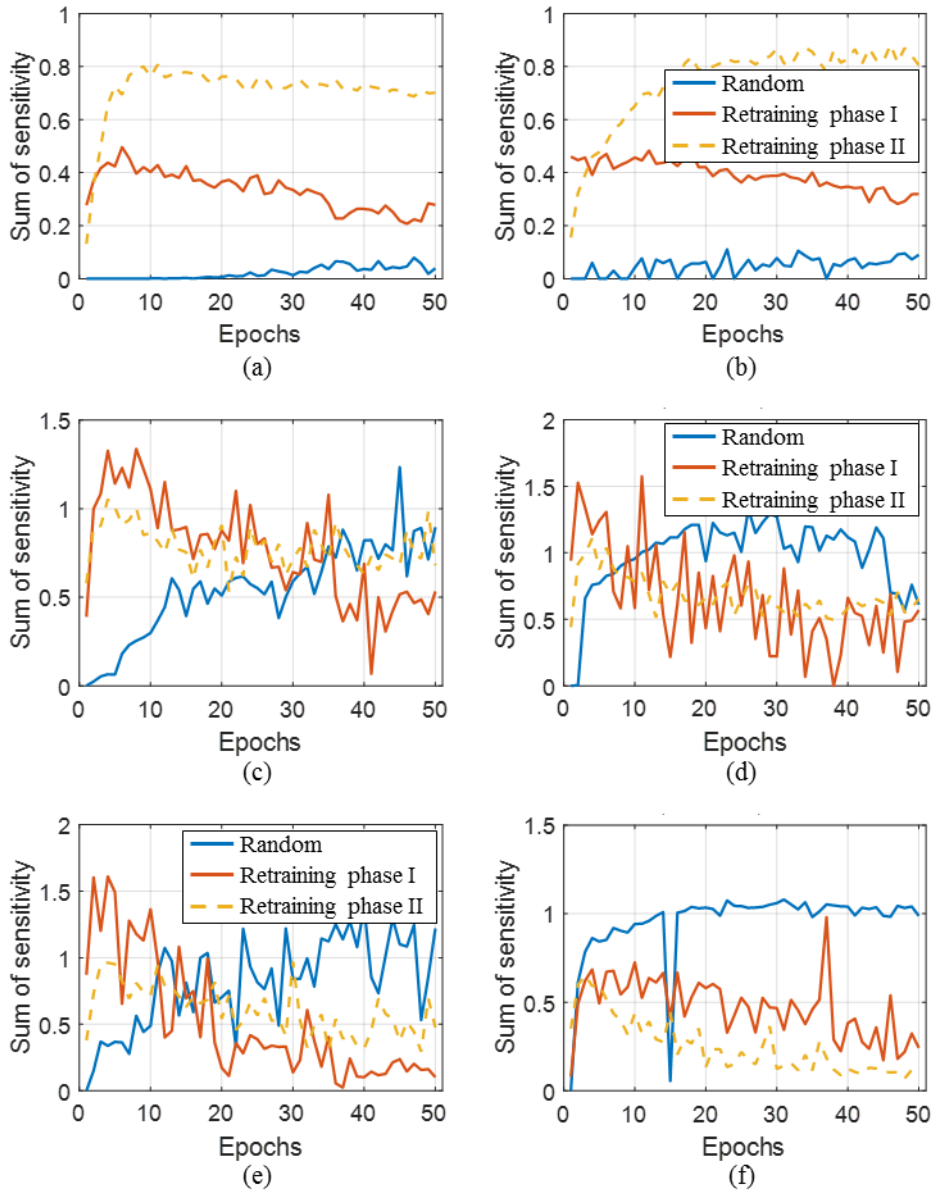 1
0.8
0.6
0.4
0.2
0
Sum of sensitivity
0 10 20 30 40 50
Epochs
(a)
1
0.8
0.6
0.4
0.2
0
Sum of sensitivity
Random
Retraining phase I
Retraining phase II
0 10 20 30 40 50
Epochs
(b)
1.5
1
0.5
0
Sum of sensitivity
0 10 20 30 40 50
Epochs
(c)
2
1.5
1
0.5
0
Sum of sensitivity
Random
Retraining phase I
Retraining phase II
0 10 20 30 40 50
Epochs
(d)
2
1.5
1
0.5
0
Sum of sensitivity
Random
Retraining phase I
Retraining phase II
0 10 20 30 40 50
Epochs
(e)
1.5
1
0.5
0
Sum of sensitivity
0 10 20 30 40 50
Epochs
(f)